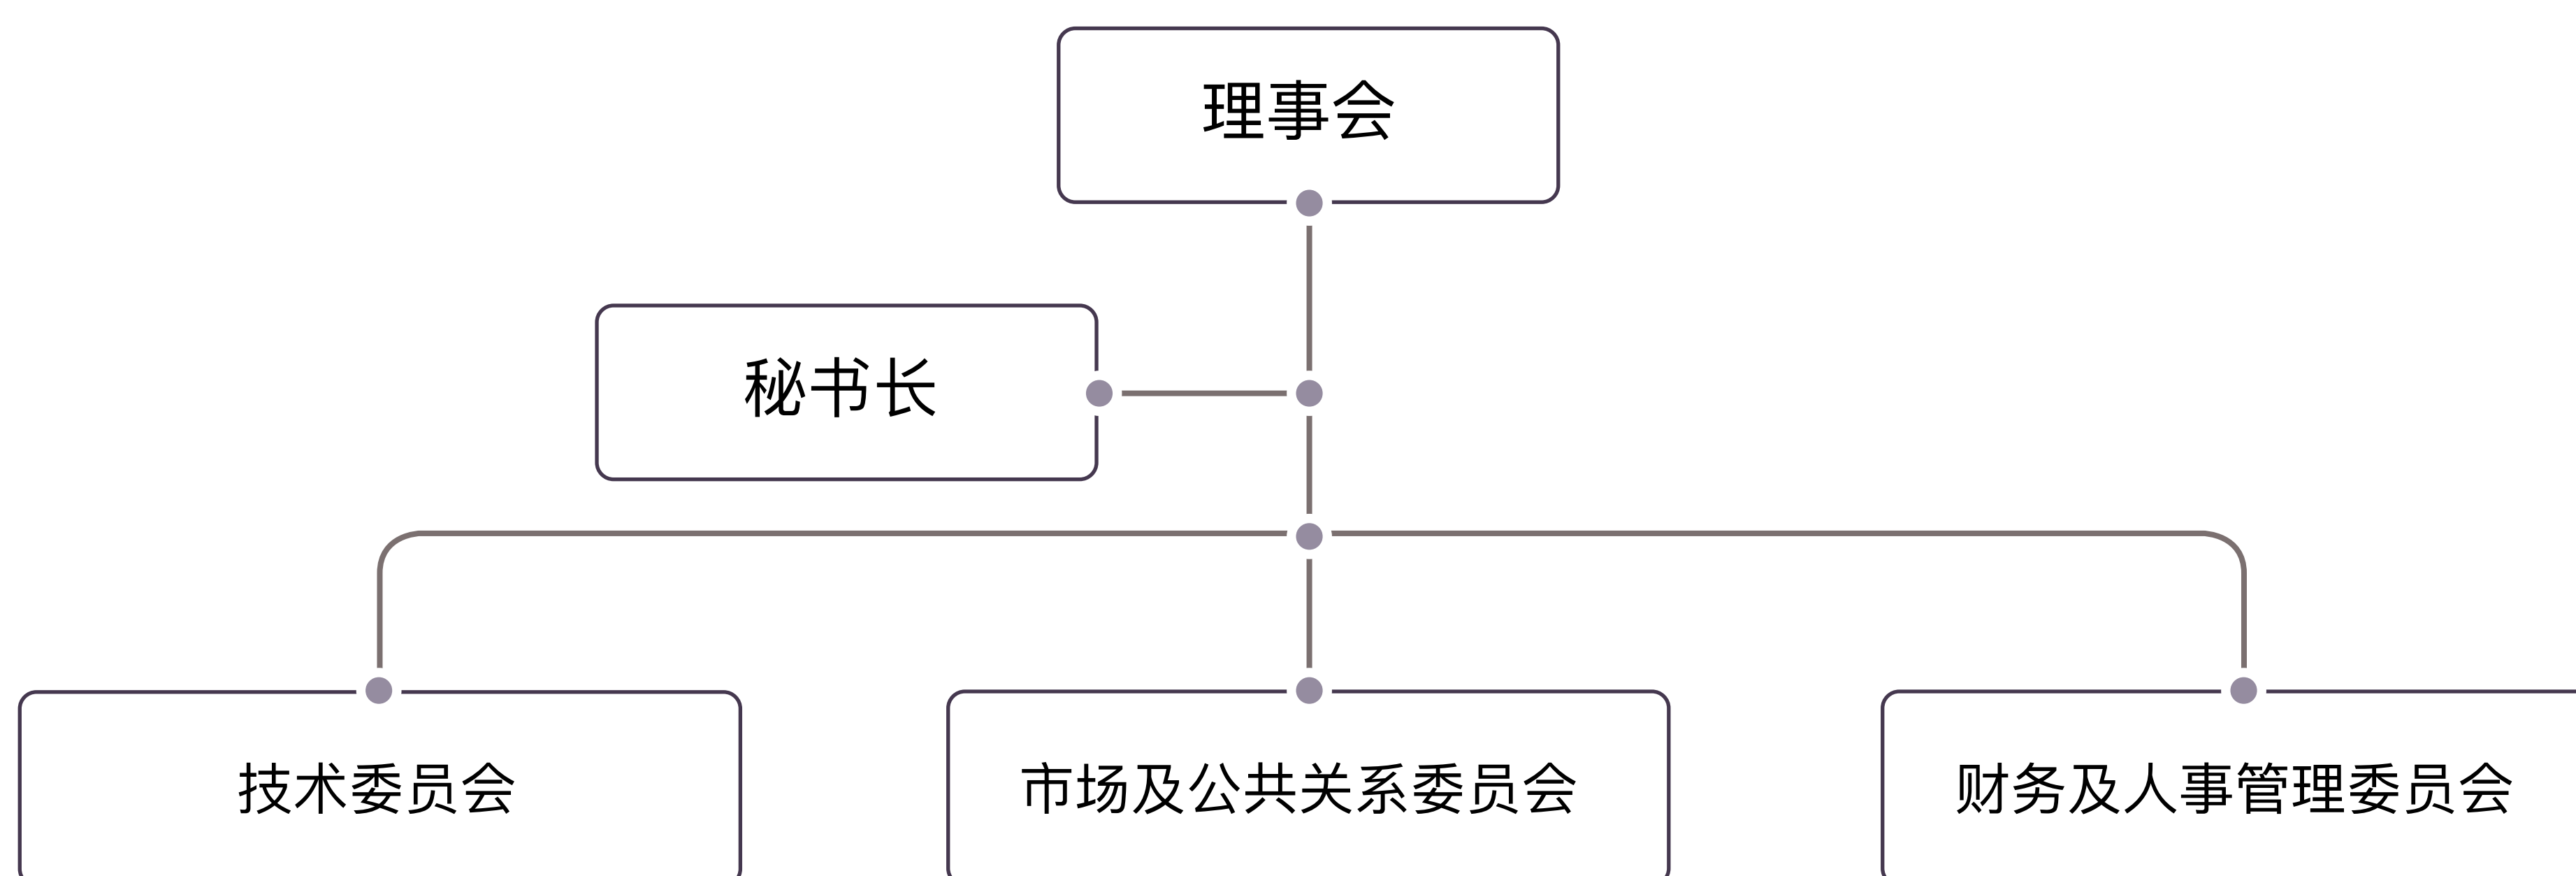 理事会
秘书长
技术委员会
市场及公共关系委员会
财务及人事管理委员会